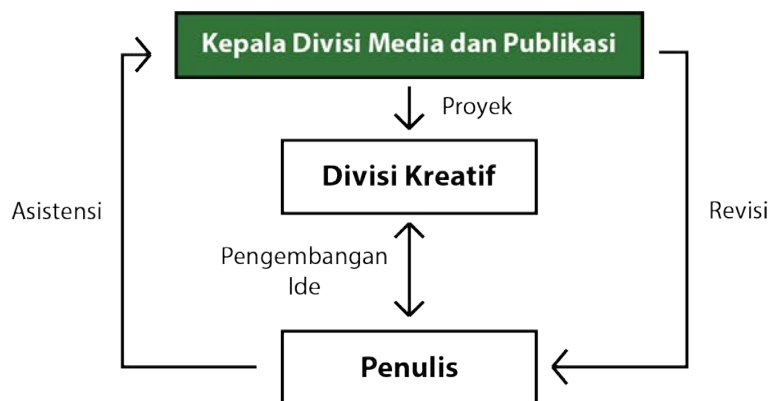 Kepala Divisi Media dan Publikasi
Proyek
Divisi Kreatif
Asistensi
Revisi
Pengembangan
Ide
Penulis